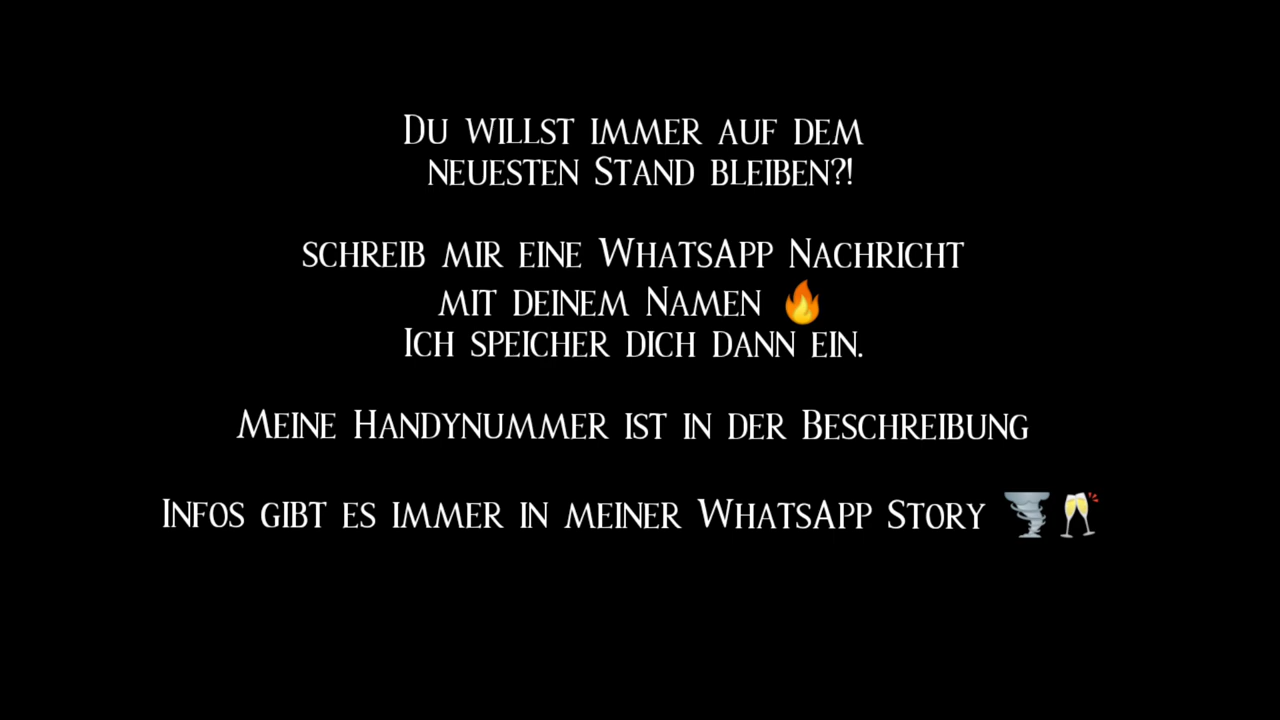 Du willst immer auf dem
neuesten Stand bleiben?!
schreib mir eine WhatsApp Nachricht
mit deinem Namen 🔥
Ich speicher dich dann ein.
Meine Handynummer ist in der Beschreibung
Infos gibt es immer in meiner WhatsApp Story 🌪️🥂